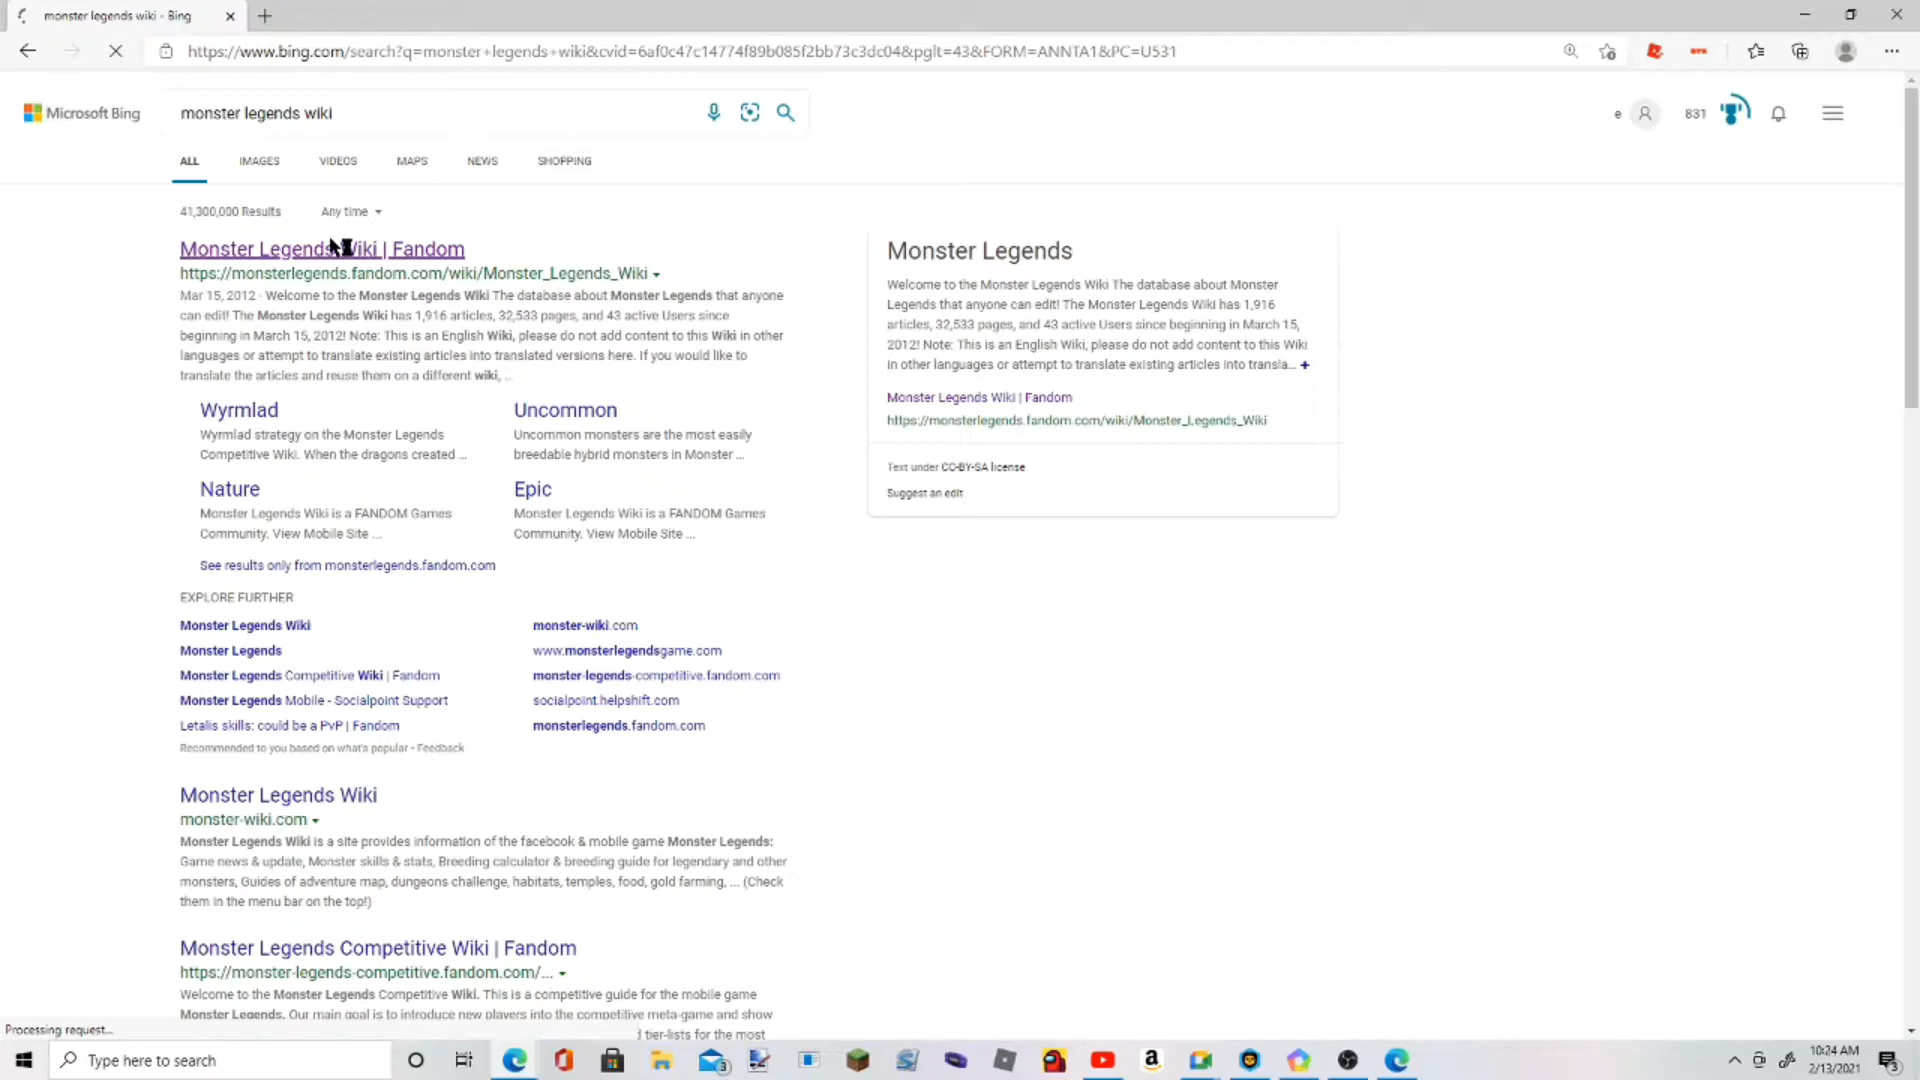 monster legends wiki - Bing
https://www.bing.com/search?q=monster+legends+wiki&cvid=6af0c47c14774f89b085f2bb73c3dc04&pglt=43&FORM=ANNTA1&PC=U531
Microsoft Bing
monster legends wiki
e
831
ALL
IMAGES
VIDEOS
MAPS
NEWS
SHOPPING
41,300,000 Results
Any time
Monster Legends Wiki | Fandom
https://monsterlegends.fandom.com/wiki/Monster_Legends_Wiki
Mar 15, 2012 · Welcome to the Monster Legends Wiki The database about Monster Legends that anyone
can edit! The Monster Legends Wiki has 1,916 articles, 32,533 pages, and 43 active Users since
beginning in March 15, 2012! Note: This is an English Wiki, please do not add content to this Wiki in other
languages or attempt to translate existing articles into translated versions here. If you would like to
translate the articles and reuse them on a different wiki, ...
Wyrmlad
Wyrmlad strategy on the Monster Legends
Competitive Wiki. When the dragons created ...
Uncommon
Uncommon monsters are the most easily
breedable hybrid monsters in Monster ...
Nature
Monster Legends Wiki is a FANDOM Games
Community. View Mobile Site ...
Epic
Monster Legends Wiki is a FANDOM Games
Community. View Mobile Site ...
See results only from monsterlegends.fandom.com
EXPLORE FURTHER
Monster Legends Wiki
monster-wiki.com
Monster Legends
www.monsterlegendsgame.com
Monster Legends Competitive Wiki | Fandom
monster-legends-competitive.fandom.com
Monster Legends Mobile - Socialpoint Support
socialpoint.helpshift.com
Letalis skills: could be a PvP | Fandom
monsterlegends.fandom.com
Recommended to you based on what's popular • Feedback
Monster Legends Wiki
monster-wiki.com
Monster Legends Wiki is a site provides information of the facebook & mobile game Monster Legends:
Game news & update, Monster skills & stats, Breeding calculator & breeding guide for legendary and other
monsters, Guides of adventure map, dungeons challenge, habitats, temples, food, gold farming, ... (Check
them in the menu bar on the top!)
Monster Legends Competitive Wiki | Fandom
https://monster-legends-competitive.fandom.com/...
Welcome to the Monster Legends Competitive Wiki. This is a competitive guide for the mobile game
Monster Legends. Our main goal is to introduce new players into the competitive meta-game and show
tier-lists for the most
Monster Legends
Welcome to the Monster Legends Wiki The database about Monster
Legends that anyone can edit! The Monster Legends Wiki has 1,916
articles, 32,533 pages, and 43 active Users since beginning in March 15,
2012! Note: This is an English Wiki, please do not add content to this Wiki
in other languages or attempt to translate existing articles into transla... +
Monster Legends Wiki | Fandom
https://monsterlegends.fandom.com/wiki/Monster_Legends_Wiki
Text under CC-BY-SA license
Suggest an edit
Processing request...
Type here to search
3
10:24 AM
2/13/2021
3